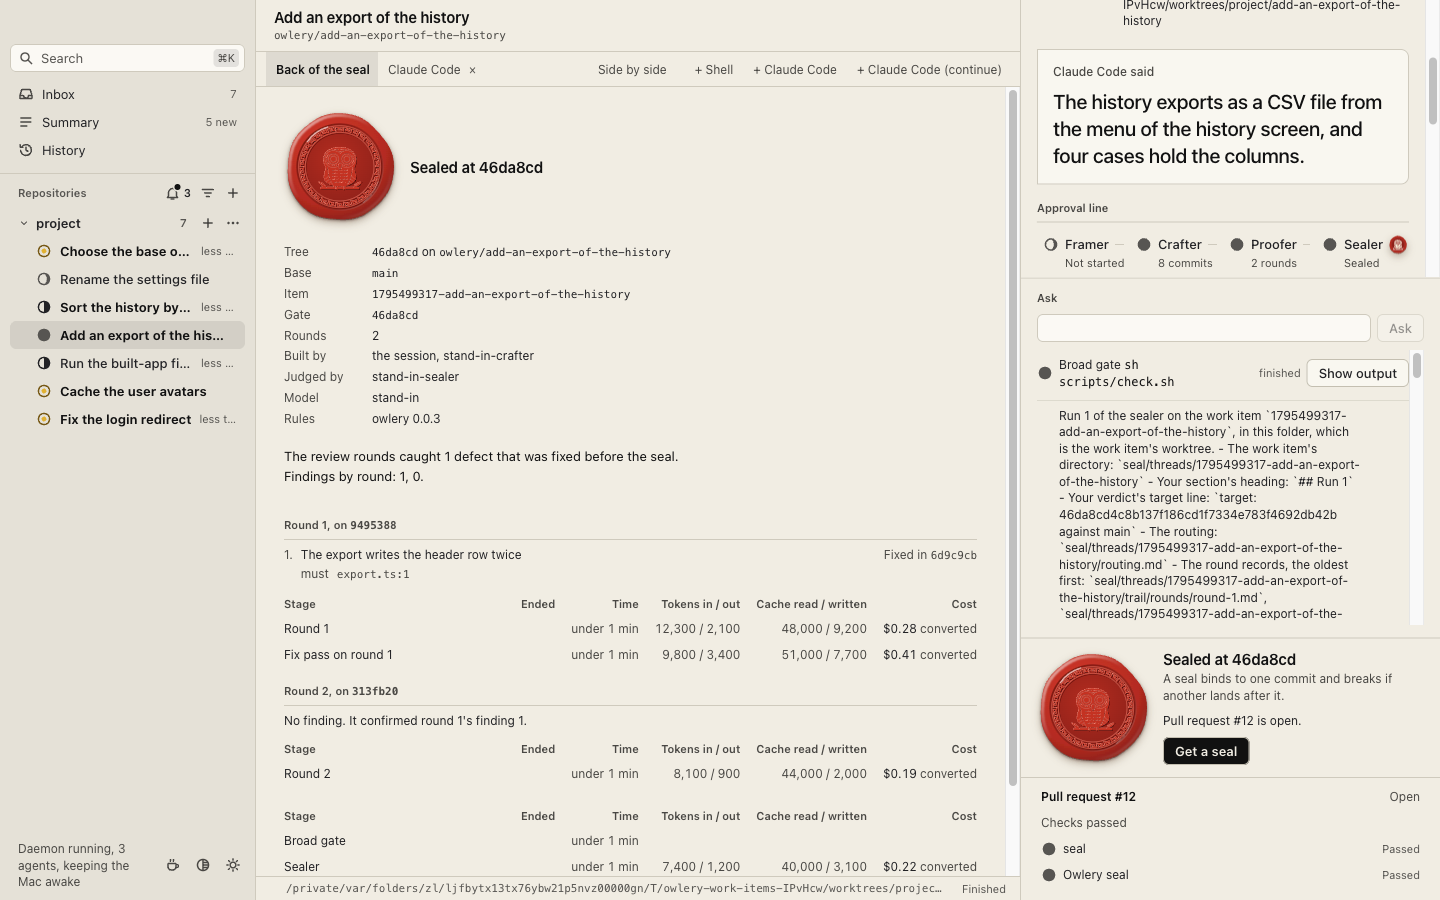 Search
⌘K
Inbox
7
Summary
5 new
History
Repositories
3
project
7
Choose the base o...
less ...
Rename the settings file
Sort the history by...
less ...
Add an export of the his...
Run the built-app fi...
less ...
Cache the user avatars
Fix the login redirect
less t...
Daemon running, 3
agents, keeping the
Mac awake
Add an export of the history
owlery/add-an-export-of-the-history
Back of the seal
Claude Code ×
Side by side
+ Shell
+ Claude Code
+ Claude Code (continue)
Sealed at 46da8cd
Tree 46da8cd on owlery/add-an-export-of-the-history
Base main
Item 1795499317-add-an-export-of-the-history
Gate 46da8cd
Rounds 2
Built by the session, stand-in-crafter
Judged by stand-in-sealer
Model stand-in
Rules owlery 0.0.3
The review rounds caught 1 defect that was fixed before the seal.
Findings by round: 1, 0.
Round 1, on 9495388
1. The export writes the header row twice Fixed in 6d9c9cb
must export.ts:1
Stage Ended Time Tokens in / out Cache read / written Cost
Round 1 under 1 min 12,300 / 2,100 48,000 / 9,200 $0.28 converted
Fix pass on round 1 under 1 min 9,800 / 3,400 51,000 / 7,700 $0.41 converted
Round 2, on 313fb20
No finding. It confirmed round 1's finding 1.
Stage Ended Time Tokens in / out Cache read / written Cost
Round 2 under 1 min 8,100 / 900 44,000 / 2,000 $0.19 converted
Stage Ended Time Tokens in / out Cache read / written Cost
Broad gate under 1 min
Sealer under 1 min 7,400 / 1,200 40,000 / 3,100 $0.22 converted
/private/var/folders/zl/ljfbytx13tx76ybw21p5nvz00000gn/T/owlery-work-items-IPvHcw/worktrees/projec… Finished
IPvHcw/worktrees/project/add-an-export-of-the-
history
Claude Code said
The history exports as a CSV file from
the menu of the history screen, and
four cases hold the columns.
Approval line
Framer
Crafter
Proofer
Sealer
Not started
8 commits
2 rounds
Sealed
Ask
Ask
Broad gate sh
scripts/check.sh
finished
Show output
Run 1 of the sealer on the work item `1795499317-
add-an-export-of-the-history`, in this folder, which
is the work item's worktree. - The work item's
directory: `seal/threads/1795499317-add-an-export-
of-the-history` - Your section's heading: `## Run 1`
- Your verdict's target line: `target:
46da8cd4c8b137f186cd1f7334e783f4692db42b
against main` - The routing:
`seal/threads/1795499317-add-an-export-of-the-
history/routing.md` - The round records, the oldest
first: `seal/threads/1795499317-add-an-export-of-
the-history/trail/rounds/round-1.md`,
`seal/threads/1795499317-add-an-export-of-the-
Sealed at 46da8cd
A seal binds to one commit and breaks if
another lands after it.
Pull request #12 is open.
Get a seal
Pull request #12
Open
Checks passed
seal
Passed
Owlery seal
Passed